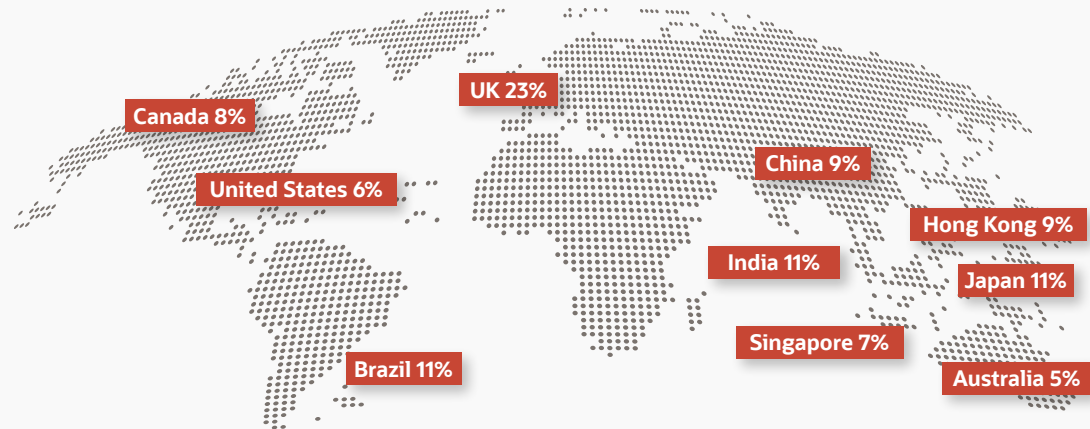 UK 23%
Canada 8%
China 9%
United States 6%
Hong Kong 9%
India 11%
Japan 11%
Singapore 7%
Brazil 11%
Australia 5%